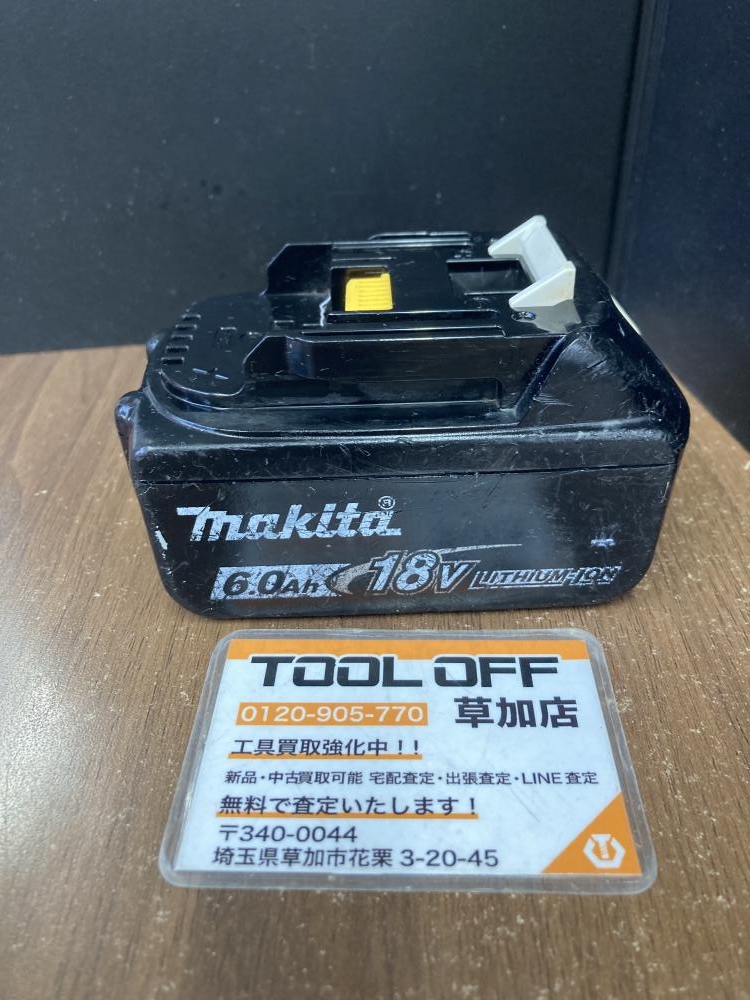 makita®
6.0Ah 18V LITHIUM-ION
TOOL OFF
0120-905-770 草加店
工具買取強化中！！
新品・中古買取可能 宅配査定・出張査定・LINE査定
無料で査定いたします！
〒340-0044
埼玉県草加市花栗 3-20-45